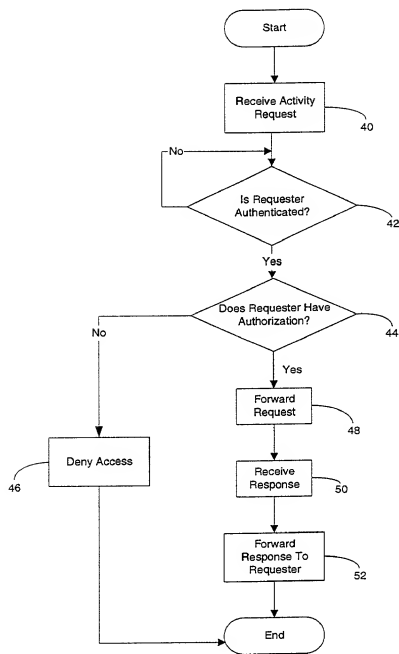 Start
Receive Activity
Request
40
No
Is Requester
Authenticated?
42
Yes
Does Requester Have
Authorization?
44
No
Yes
Forward
Request
48
Deny Access
46
Receive
Response
50
Forward
Response To
Requester
52
End